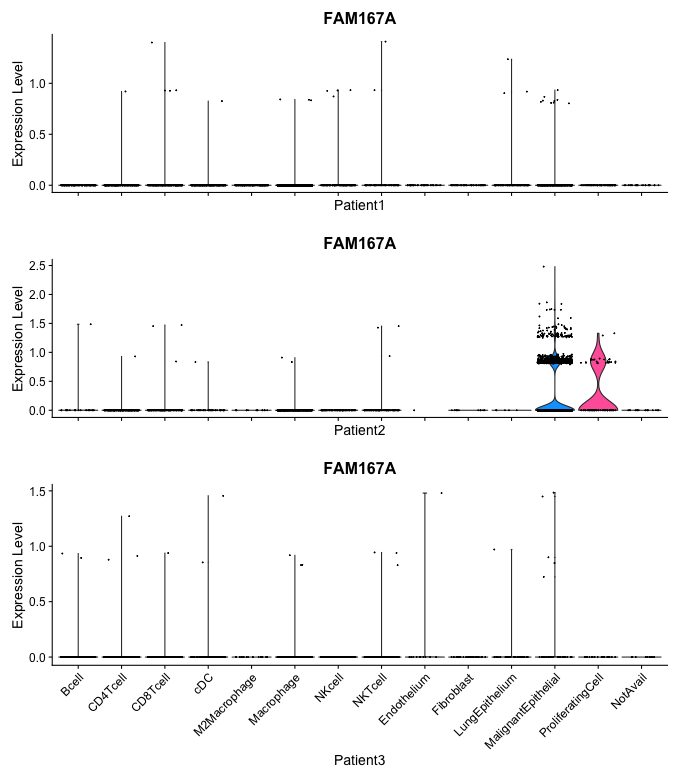 FAM167A
Expression Level
1.0
0.5
0.0
Patient1
FAM167A
Expression Level
2.5
2.0
1.5
1.0
0.5
0.0
Patient2
FAM167A
Expression Level
1.5
1.0
0.5
0.0
Bcell
CD4Tcell
CD8Tcell
cDC
M2Macrophage
Macrophage
NKcell
NKTcell
Endothelium
Fibroblast
LungEpithelium
MalignantEpithelial
ProliferatingCell
NotAvail
Patient3